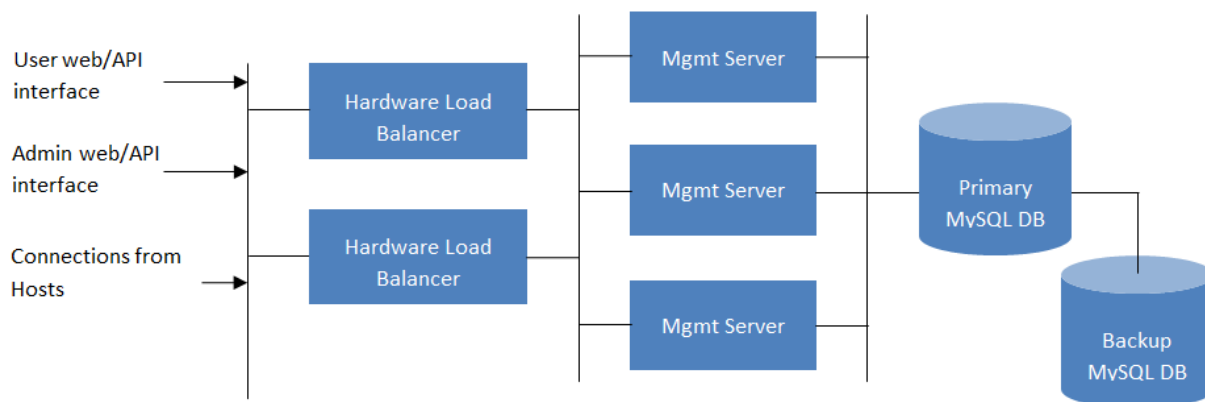 User web/API
interface
Admin web/API
interface
Connections from
Hosts
Hardware Load
Balancer
Hardware Load
Balancer
Mgmt Server
Mgmt Server
Mgmt Server
Primary
MySQL DB
Backup
MySQL DB